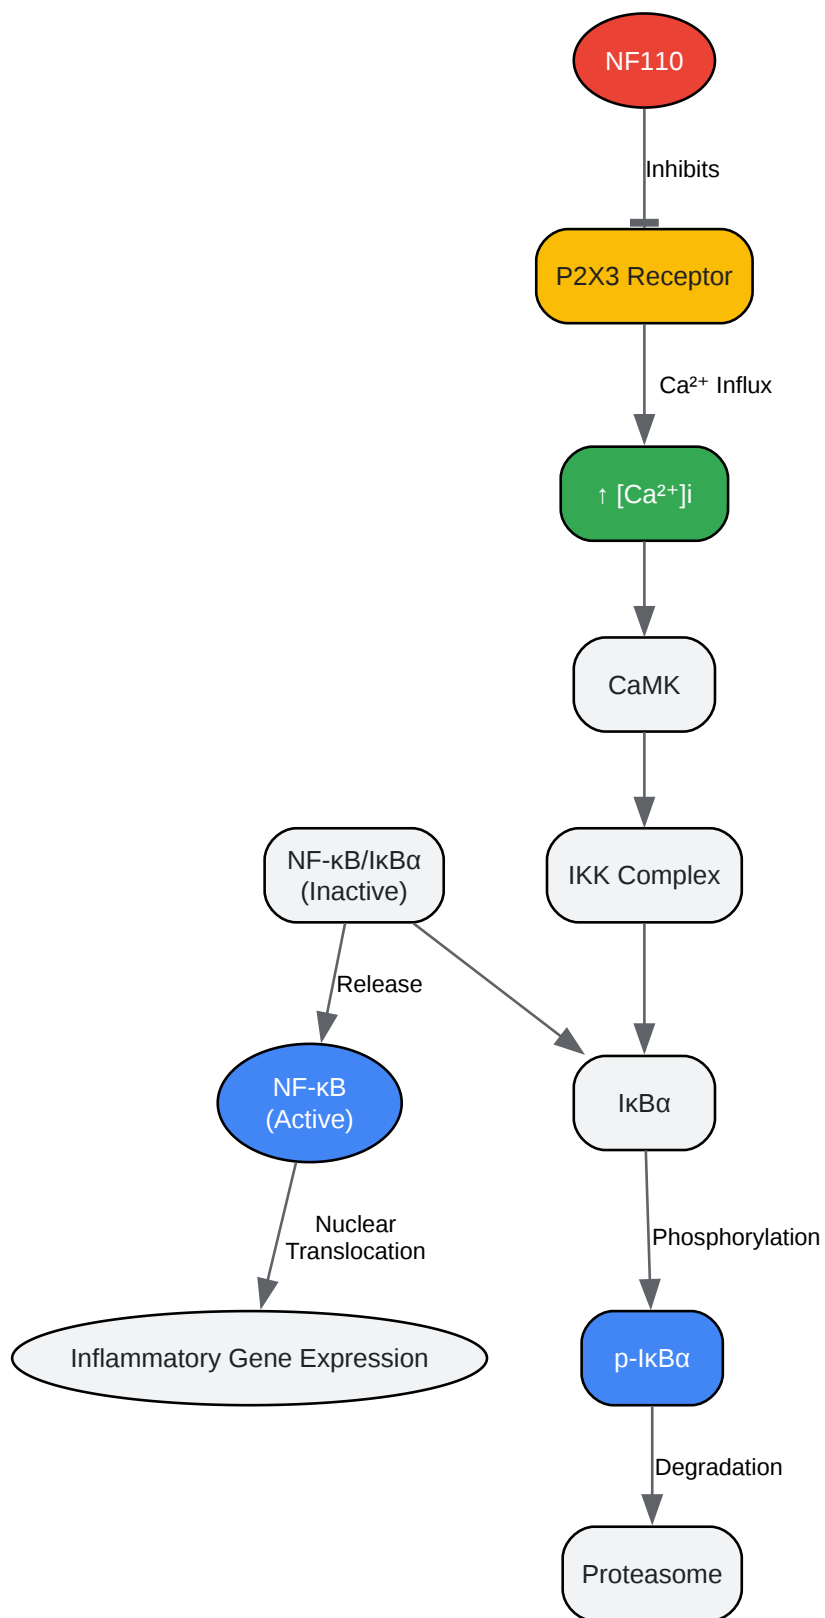 NF110
Inhibits
P2X3 Receptor
Ca²⁺ Influx
↑ [Ca²⁺]i
CaMK
NF-κB/IκBα
(Inactive)
IKK Complex
Release
NF-κB
(Active)
IκBα
Nuclear
Translocation
Phosphorylation
Inflammatory Gene Expression
p-IκBα
Degradation
Proteasome